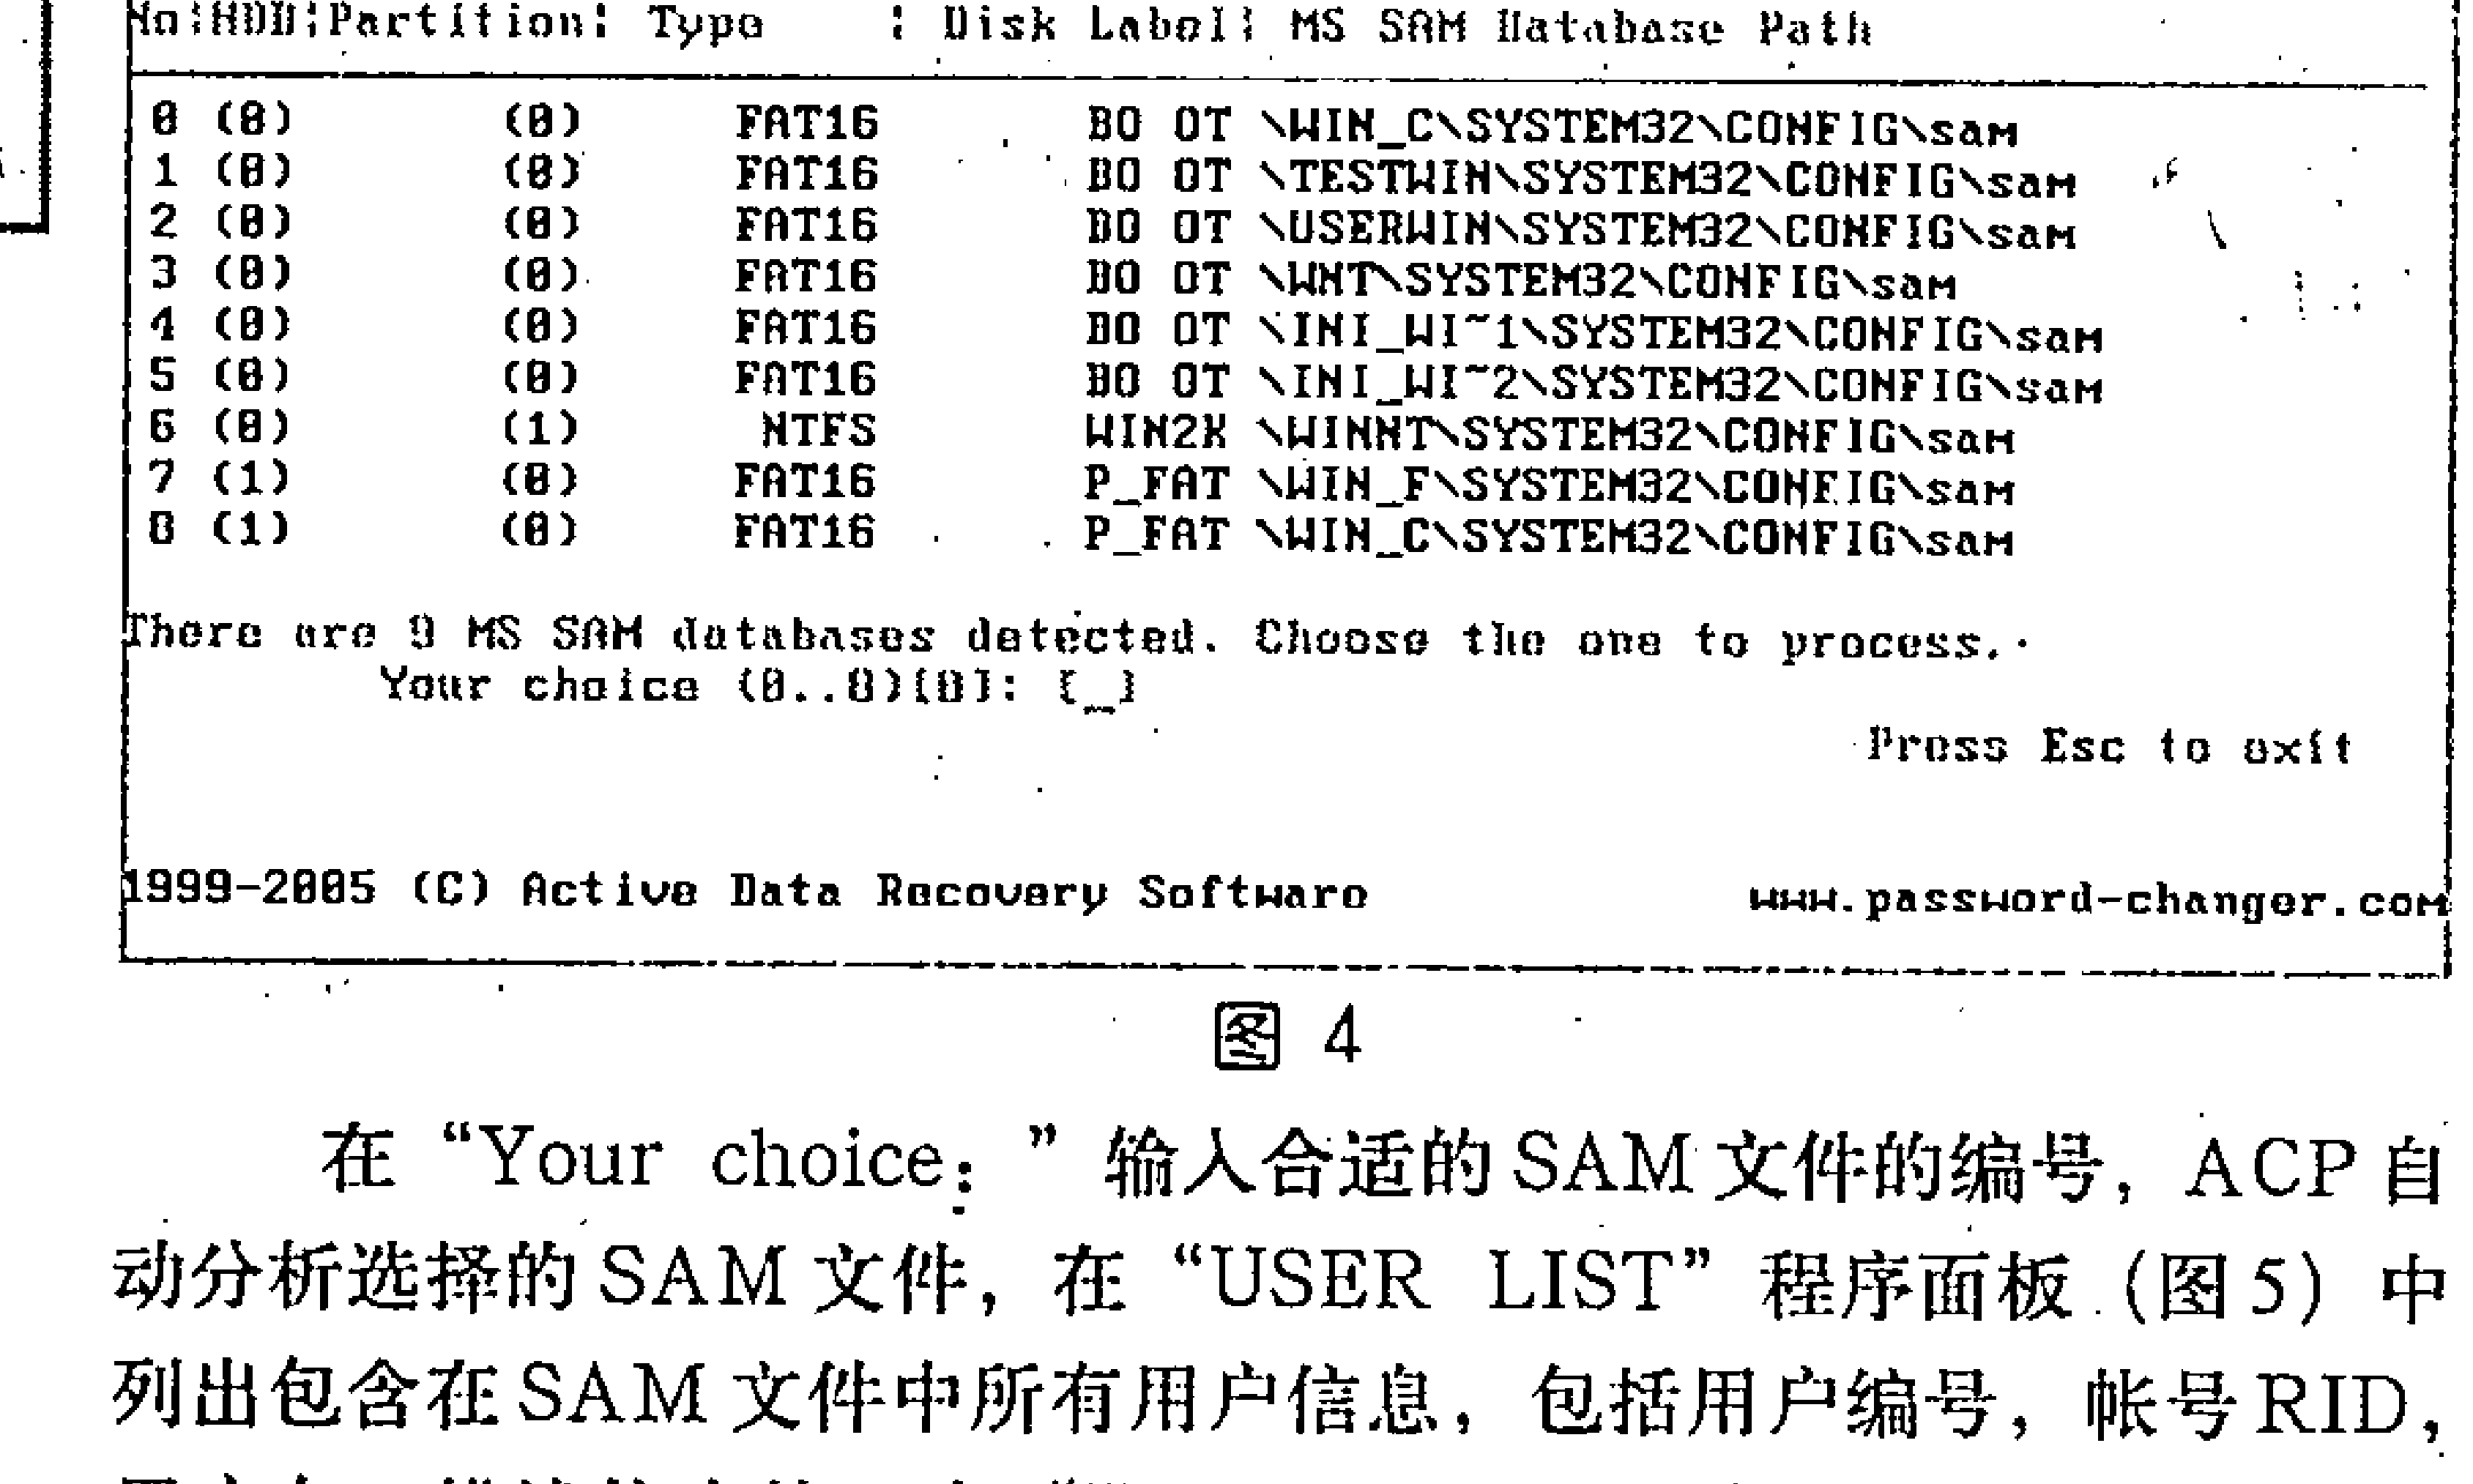 No|HDD|Partition| Type | Disk Label| MS SAM Database Path
0 (0) (0) FAT16 BO OT \WIN_C\SYSTEM32\CONFIG\sam
1 (0) (0) FAT16 BO OT \TESTWIN\SYSTEM32\CONFIG\sam
2 (0) (0) FAT16 BO OT \USERWIN\SYSTEM32\CONFIG\sam
3 (0) (0) FAT16 BO OT \WNT\SYSTEM32\CONFIG\sam
4 (0) (0) FAT16 BO OT \INI_WI~1\SYSTEM32\CONFIG\sam
5 (0) (0) FAT16 BO OT \INI_WI~2\SYSTEM32\CONFIG\sam
6 (0) (1) NTFS WIN2K \WINNT\SYSTEM32\CONFIG\sam
7 (1) (0) FAT16 P_FAT \WIN_F\SYSTEM32\CONFIG\sam
8 (1) (0) FAT16 P_FAT \WIN_C\SYSTEM32\CONFIG\sam
There are 9 MS SAM databases detected. Choose the one to process.
Your choice (0..8)[0]: [_]
Press Esc to exit
1999-2005 (C) Active Data Recovery Software www.password-changer.com
图 4
在“Your choice：”输入合适的SAM文件的编号，ACP自
动分析选择的SAM文件，在“USER LIST”程序面板（图5）中
列出包含在SAM文件中所有用户信息，包括用户编号，帐号RID，